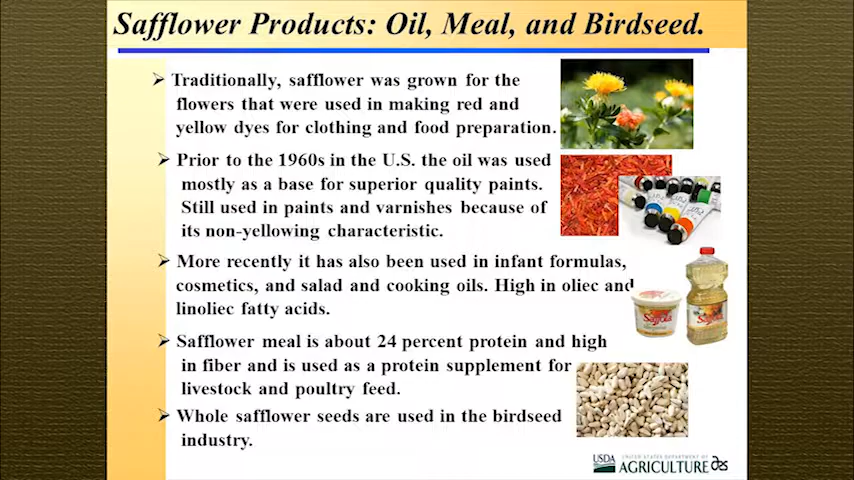 Safflower Products: Oil, Meal, and Birdseed.
Traditionally, safflower was grown for the
flowers that were used in making red and
yellow dyes for clothing and food preparation.
Prior to the 1960s in the U.S. the oil was used
mostly as a base for superior quality paints.
Still used in paints and varnishes because of
its non-yellowing characteristic.
More recently it has also been used in infant formulas,
cosmetics, and salad and cooking oils. High in oliec and
linoliec fatty acids.
Safflower meal is about 24 percent protein and high
in fiber and is used as a protein supplement for
livestock and poultry feed.
Whole safflower seeds are used in the birdseed
industry.
USDA
UNITED STATES DEPARTMENT OF
AGRICULTURE